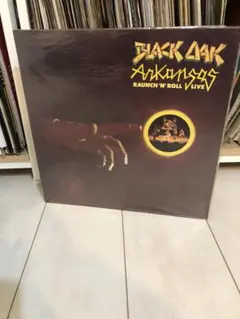 BLACK OAK
Arkansas
RAUNCH 'N' ROLL LIVE